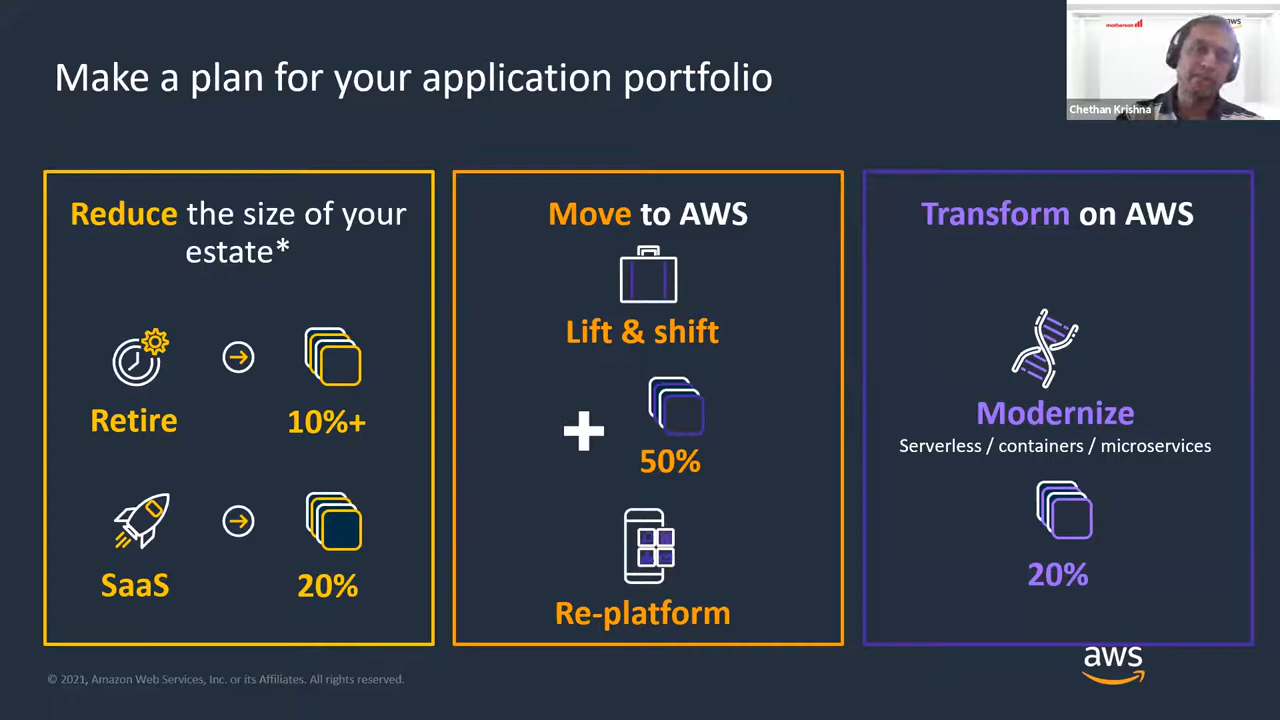 Make a plan for your application portfolio
motherson
aws
Chethan Krishna
Reduce the size of your
estate*
Retire
10%+
SaaS
20%
Move to AWS
Lift & shift
+
50%
Re-platform
Transform on AWS
Modernize
Serverless / containers / microservices
20%
© 2021, Amazon Web Services, Inc. or its Affiliates. All rights reserved.
aws